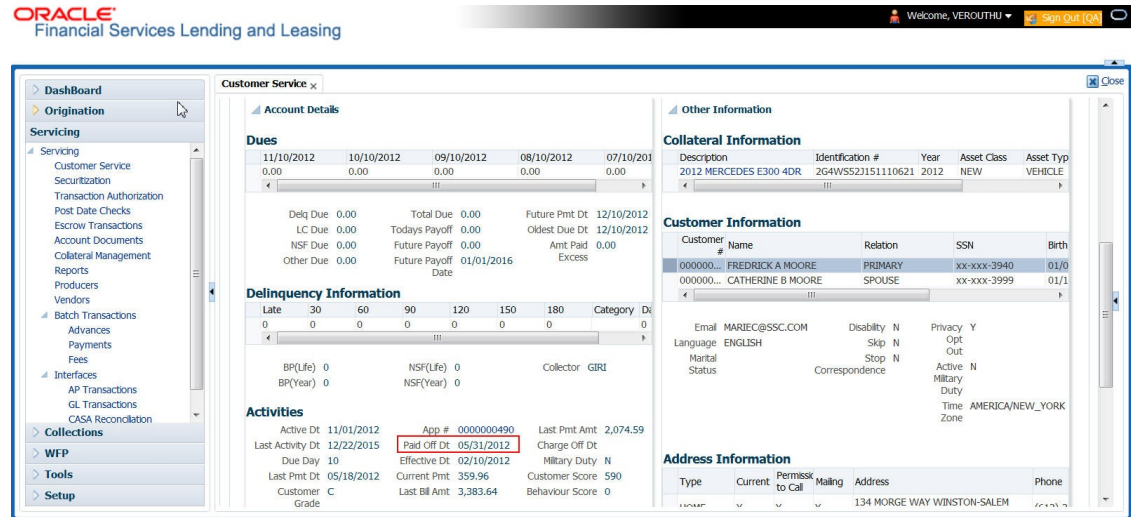 ORACLE
Financial Services Lending and Leasing
Welcome, VEROUTHU
Sign Out [QA]
DashBoard
Origination
Servicing
Servicing
Customer Service
Securitization
Transaction Authorization
Post Date Checks
Escrow Transactions
Account Documents
Collateral Management
Reports
Producers
Vendors
Batch Transactions
Advances
Payments
Fees
Interfaces
AP Transactions
GL Transactions
CASA Reconciliation
Collections
WFP
Tools
Setup
Customer Service x
Close
Account Details
Dues
11/10/2012 10/10/2012 09/10/2012 08/10/2012 07/10/201
0.00 0.00 0.00 0.00 0.00
Delq Due 0.00 Total Due 0.00 Future Pmt Dt 12/10/2012
LC Due 0.00 Todays Payoff 0.00 Oldest Due Dt 12/10/2012
NSF Due 0.00 Future Payoff 0.00 Amt Paid Excess 0.00
Other Due 0.00 Future Payoff Date 01/01/2016
Delinquency Information
Late 30 60 90 120 150 180 Category Da
0 0 0 0 0 0 0 0
BP(Life) 0 NSF(Life) 0 Collector GIRI
BP(Year) 0 NSF(Year) 0
Activities
Active Dt 11/01/2012 App # 0000000490 Last Pmt Amt 2,074.59
Last Activity Dt 12/22/2015 Paid Off Dt 05/31/2012 Charge Off Dt
Due Day 10 Effective Dt 02/10/2012 Military Duty N
Last Pmt Dt 05/18/2012 Current Pmt 359.96 Customer Score 590
Customer Grade C Last Bill Amt 3,383.64 Behaviour Score 0
Other Information
Collateral Information
Description Identification # Year Asset Class Asset Typ
2012 MERCEDES E300 4DR 2G4WS52J151110621 2012 NEW VEHICLE
Customer Information
Customer # Name Relation SSN Birth
000000... FREDRICK A MOORE PRIMARY xx-xxx-3940 01/0
000000... CATHERINE B MOORE SPOUSE xx-xxx-3999 01/1
Email MARIEC@SSC.COM Disability N Privacy Opt Out Y
Language ENGLISH Skip N
Marital Status Stop Correspondence N Active Military Duty N
Time Zone AMERICA/NEW_YORK
Address Information
Type Current Permissic to Call Mailing Address Phone
HOME Y Y Y 134 MORGE WAY WINSTON-SALEM